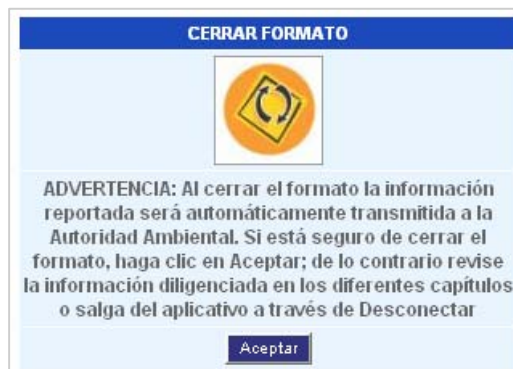 CERRAR FORMATO
ADVERTENCIA: Al cerrar el formato la información
reportada será automáticamente transmitida a la
Autoridad Ambiental. Si está seguro de cerrar el
formato, haga clic en Aceptar; de lo contrario revise
la información diligenciada en los diferentes capítulos
o salga del aplicativo a través de Desconectar
Aceptar